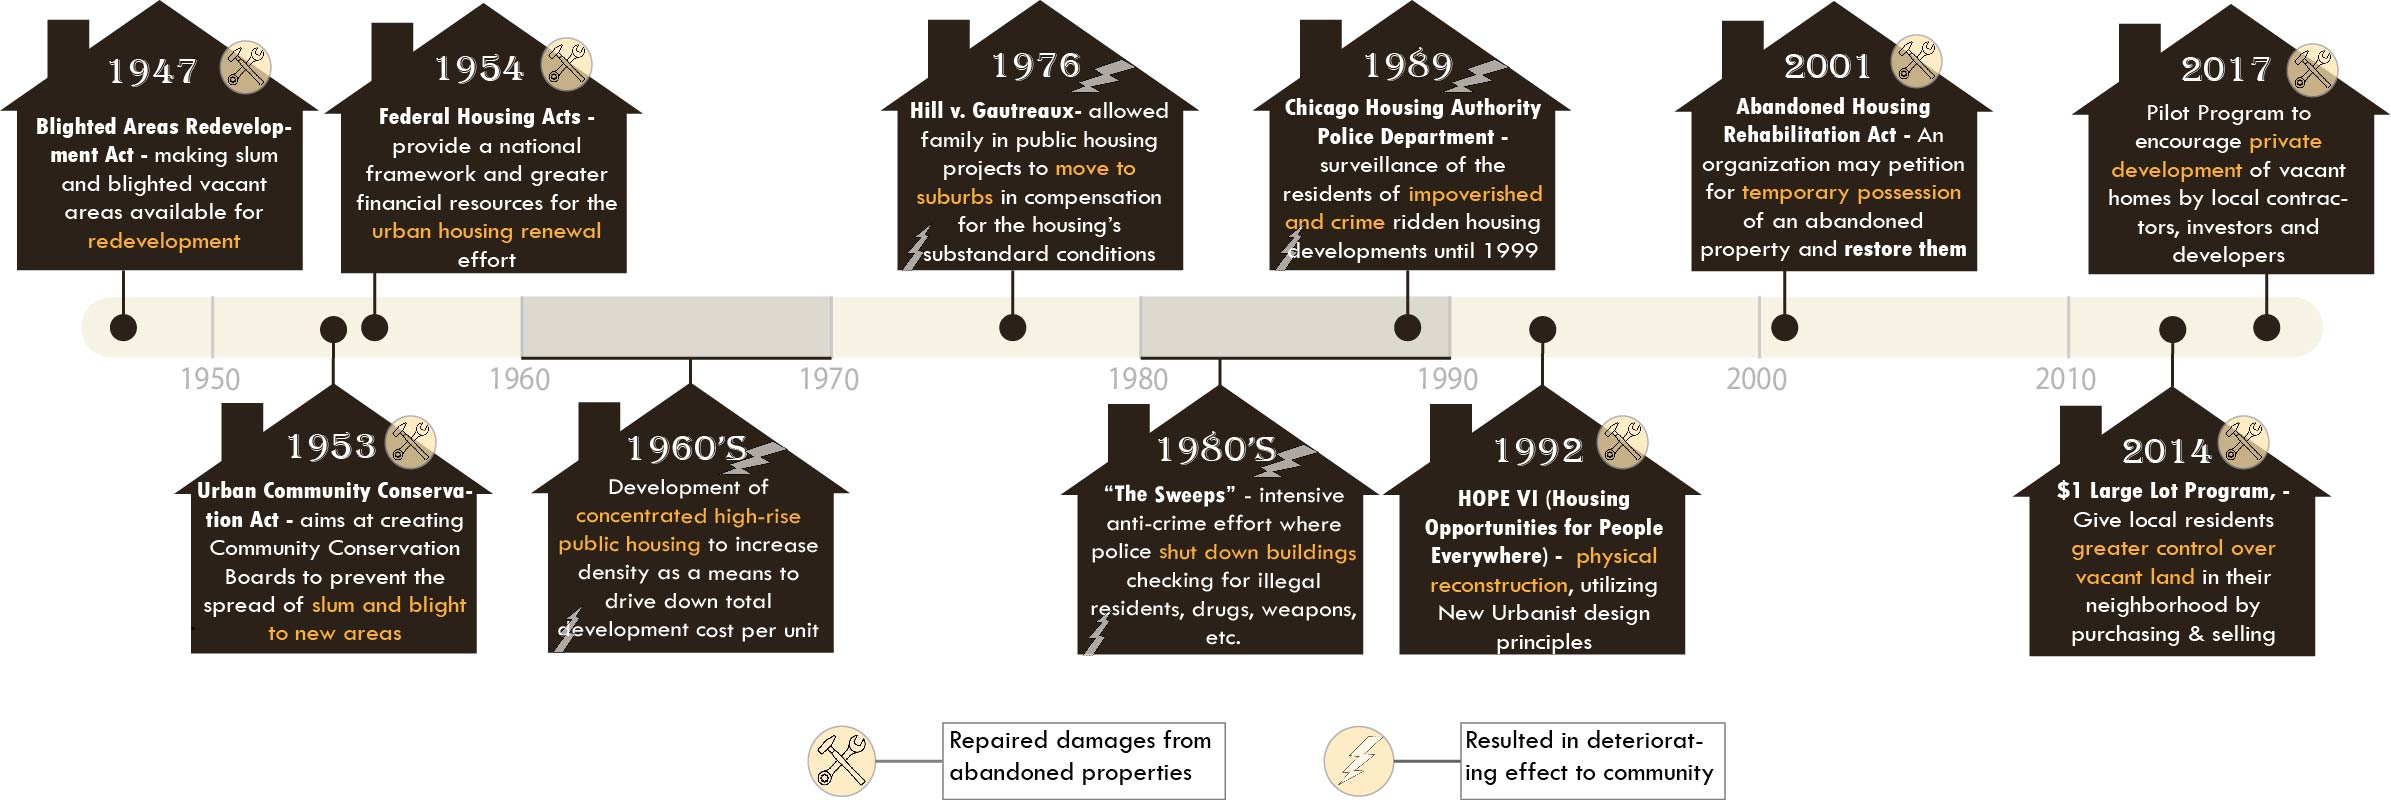 1947
Blighted Areas Redevelop-
ment Act - making slum
and blighted vacant
areas available for
redevelopment
1954
Federal Housing Acts -
provide a national
framework and greater
financial resources for the
urban housing renewal
effort
1976
Hill v. Gautreaux- allowed
family in public housing
projects to move to
suburbs in compensation
for the housing's
substandard conditions
1989
Chicago Housing Authority
Police Department -
surveillance of the
residents of impoverished
and crime ridden housing
developments until 1999
2001
Abandoned Housing
Rehabilitation Act - An
organization may petition
for temporary possession
of an abandoned
property and restore them
2017
Pilot Program to
encourage private
development of vacant
homes by local contrac-
tors, investors and
developers
1950
1960
1970
1980
1990
2000
2010
1953
Urban Community Conserva-
tion Act - aims at creating
Community Conservation
Boards to prevent the
spread of slum and blight
to new areas
1960'S
Development of
concentrated high-rise
public housing to increase
density as a means to
drive down total
development cost per unit
1980'S
"The Sweeps" - intensive
anti-crime effort where
police shut down buildings
checking for illegal
residents, drugs, weapons,
etc.
1992
HOPE VI (Housing
Opportunities for People
Everywhere) - physical
reconstruction, utilizing
New Urbanist design
principles
2014
$1 Large Lot Program, -
Give local residents
greater control over
vacant land in their
neighborhood by
purchasing & selling
Repaired damages from
abandoned properties
Resulted in deteriorat-
ing effect to community